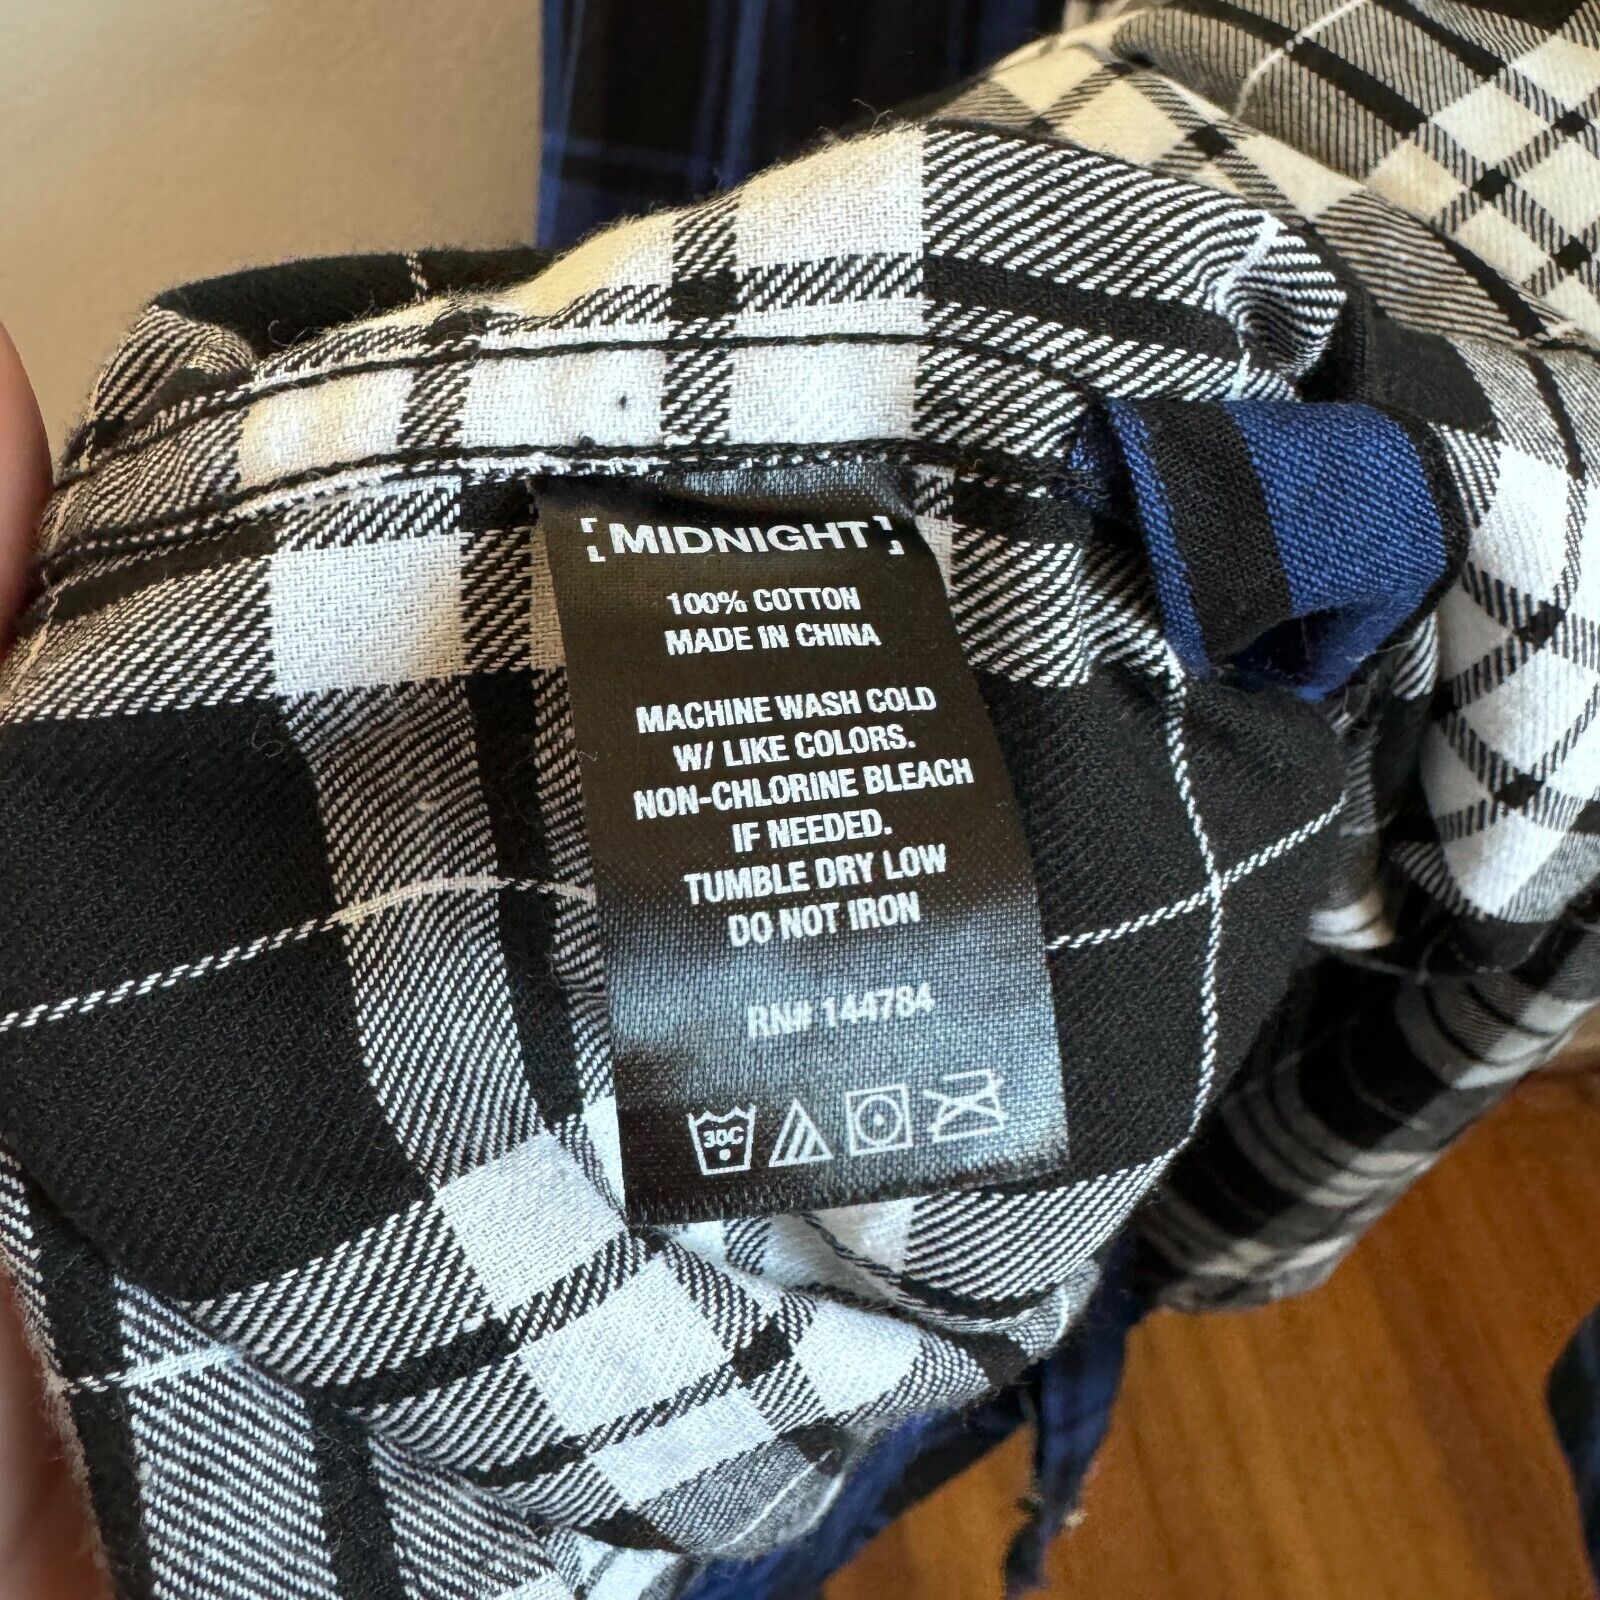 [MIDNIGHT]
100% COTTON
MADE IN CHINA
MACHINE WASH COLD
W/ LIKE COLORS.
NON-CHLORINE BLEACH
IF NEEDED.
TUMBLE DRY LOW
DO NOT IRON
RN# 144784
30C